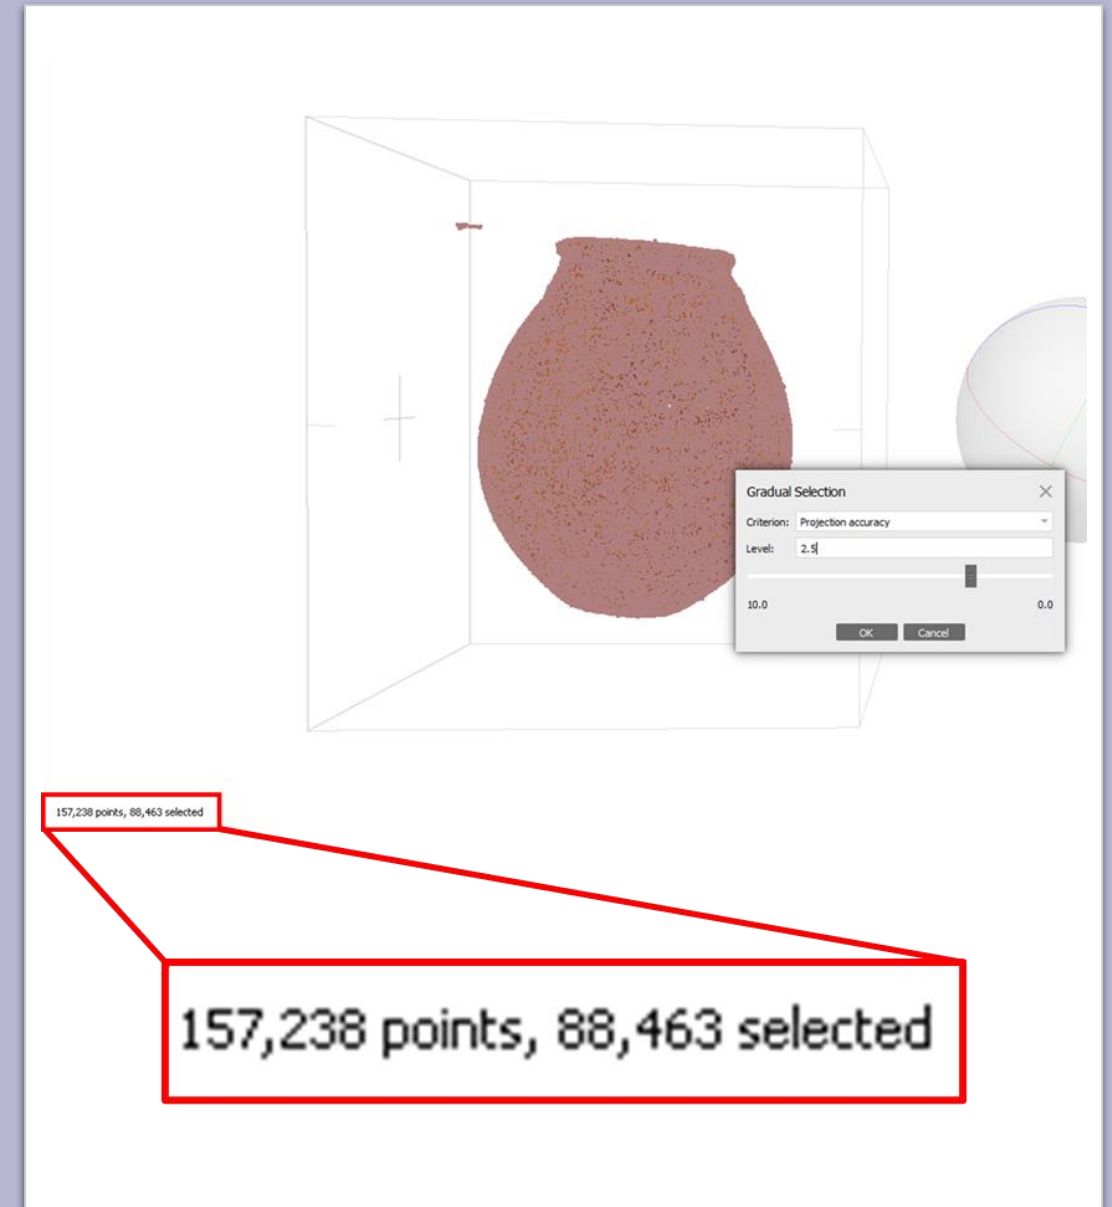 Gradual Selection
Criterion: Projection accuracy
Level: 2.5
10.0 0.0
OK Cancel
157,238 points, 88,463 selected
157,238 points, 88,463 selected